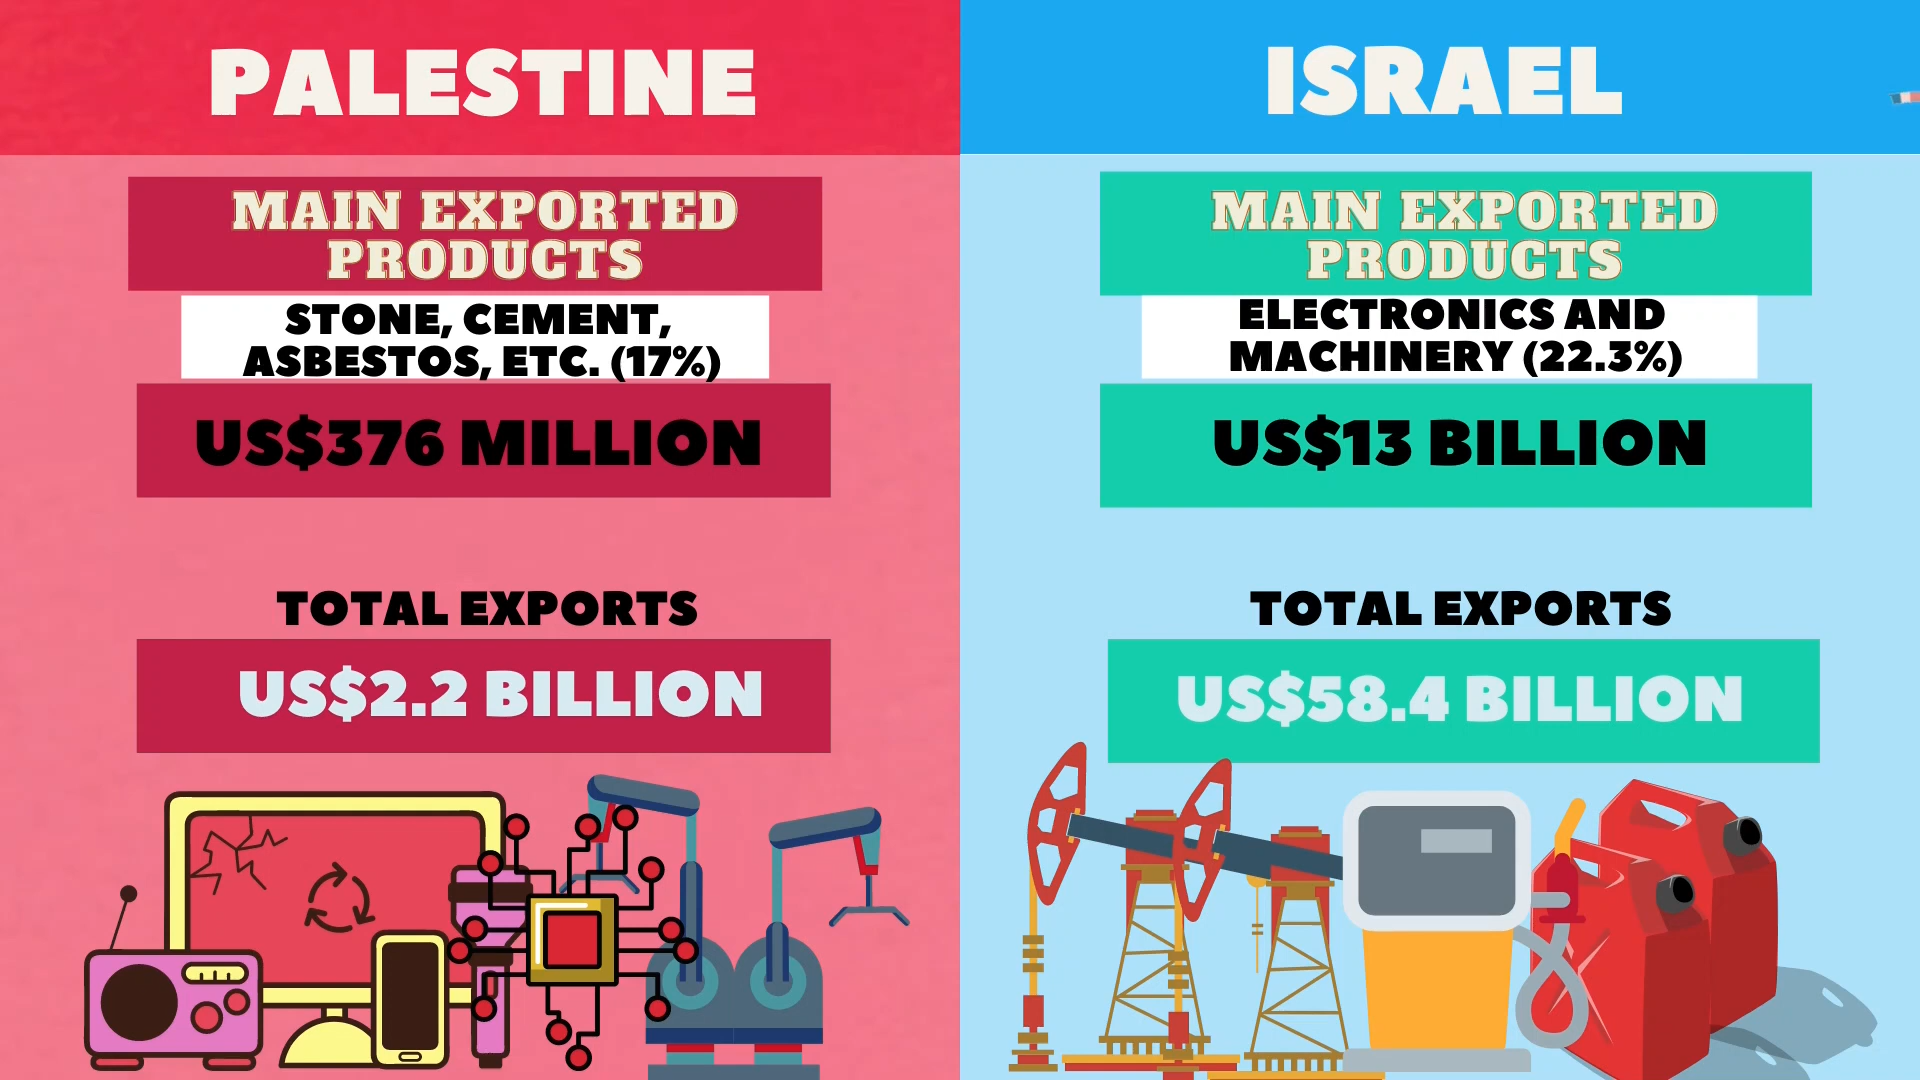 PALESTINE
MAIN EXPORTED
PRODUCTS
STONE, CEMENT,
ASBESTOS, ETC. (17%)
US$376 MILLION
TOTAL EXPORTS
US$2.2 BILLION
ISRAEL
MAIN EXPORTED
PRODUCTS
ELECTRONICS AND
MACHINERY (22.3%)
US$13 BILLION
TOTAL EXPORTS
US$58.4 BILLION